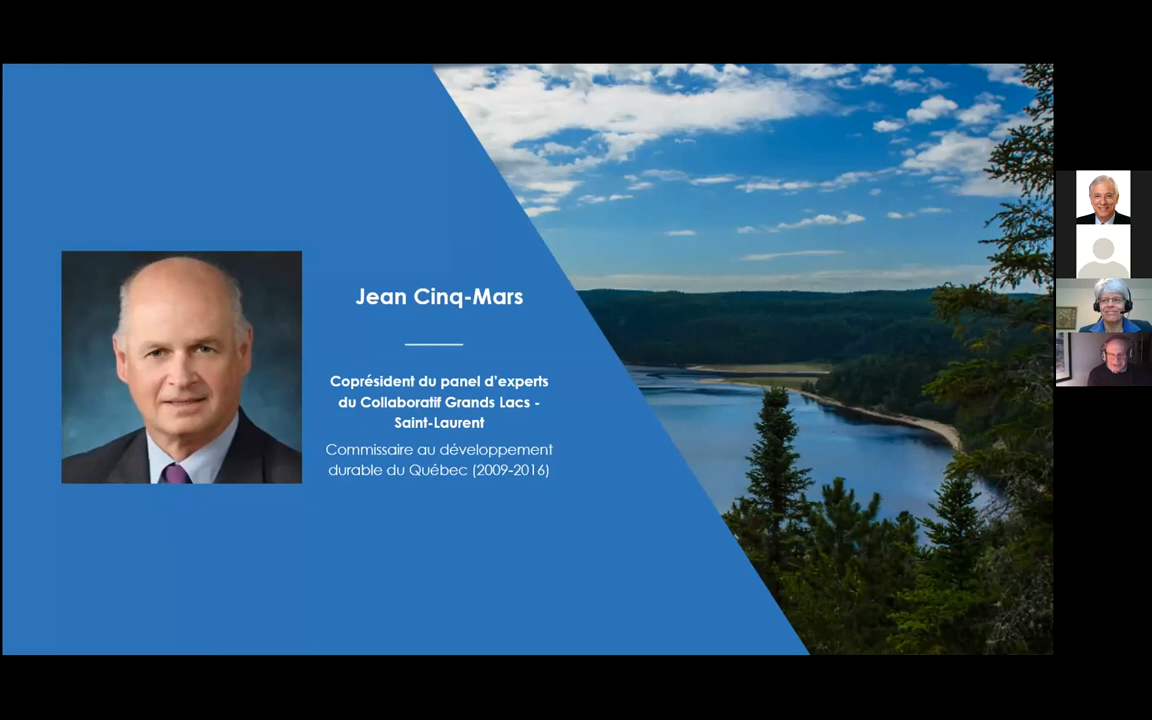 Jean Cinq-Mars
Coprésident du panel d'experts
du Collaboratif Grands Lacs -
Saint-Laurent
Commissaire au développement
durable du Québec (2009-2016)